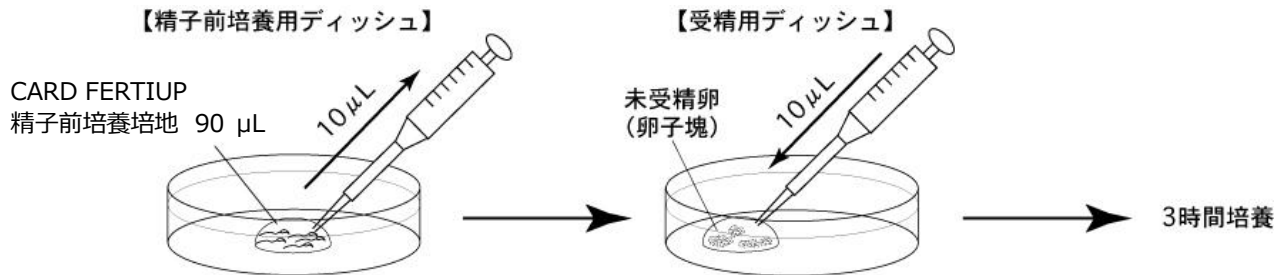 【精子前培養用ディッシュ】
CARD FERTIUP
精子前培養培地 90 μL
10μL
【受精用ディッシュ】
未受精卵
（卵子塊）
10μL
3時間培養